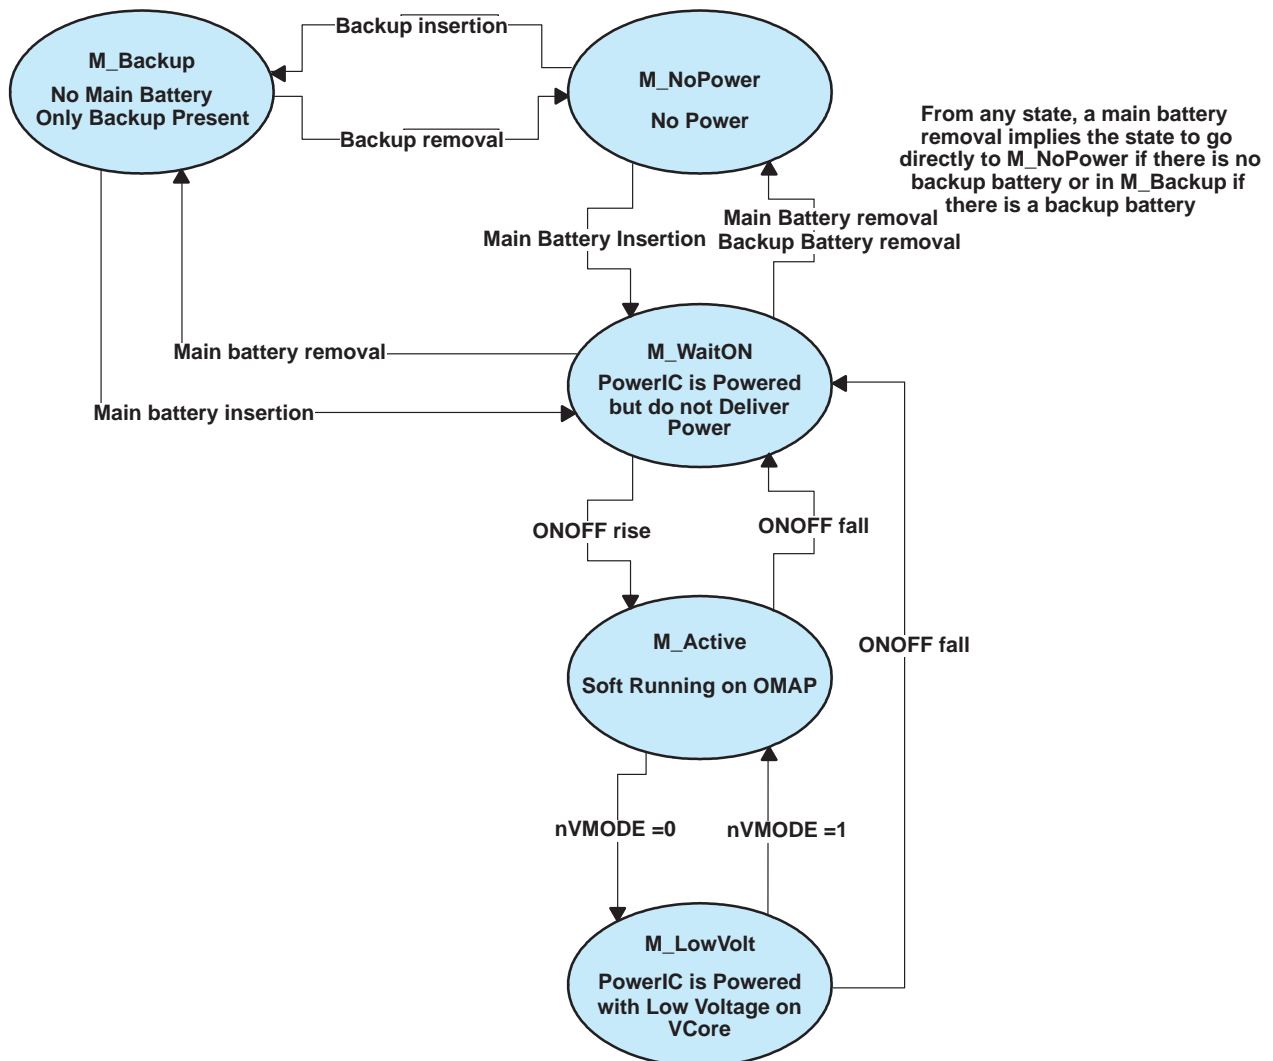 Backup insertion
M_Backup
No Main Battery
Only Backup Present
Backup removal
M_NoPower
No Power
From any state, a main battery
removal implies the state to go
directly to M_NoPower if there is no
backup battery or in M_Backup if
there is a backup battery
Main Battery Insertion
Main Battery removal
Backup Battery removal
Main battery removal
Main battery insertion
M_WaitON
PowerIC is Powered
but do not Deliver
Power
ONOFF rise
ONOFF fall
M_Active
Soft Running on OMAP
ONOFF fall
nVMODE =0
nVMODE =1
M_LowVolt
PowerIC is Powered
with Low Voltage on
VCore